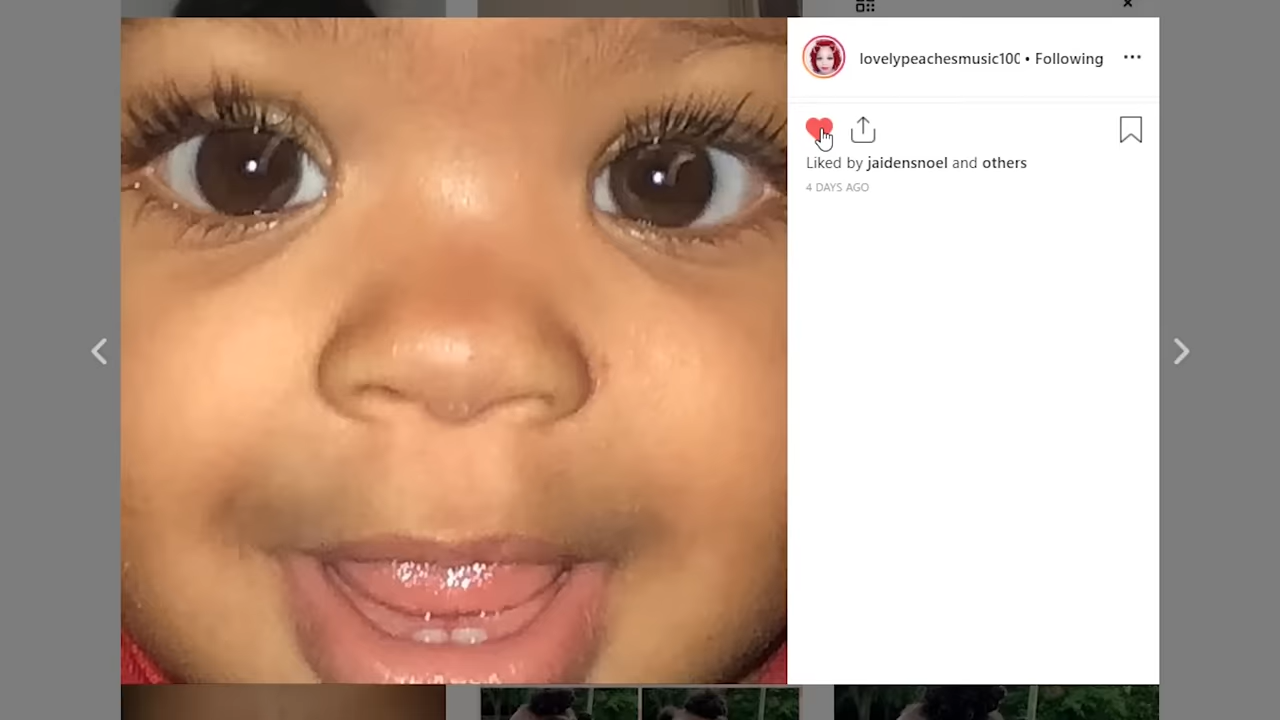 lovelypeachesmusic100 • Following
Liked by jaidensnoel and others
4 DAYS AGO